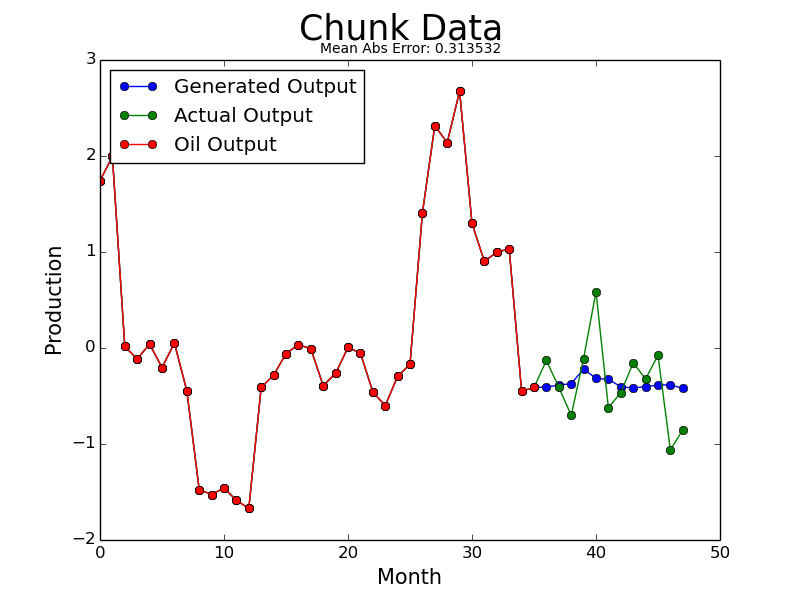 Chunk Data
Mean Abs Error: 0.313532
Generated Output
Actual Output
Oil Output
3
2
1
0
−1
−2
Production
0 10 20 30 40 50
Month